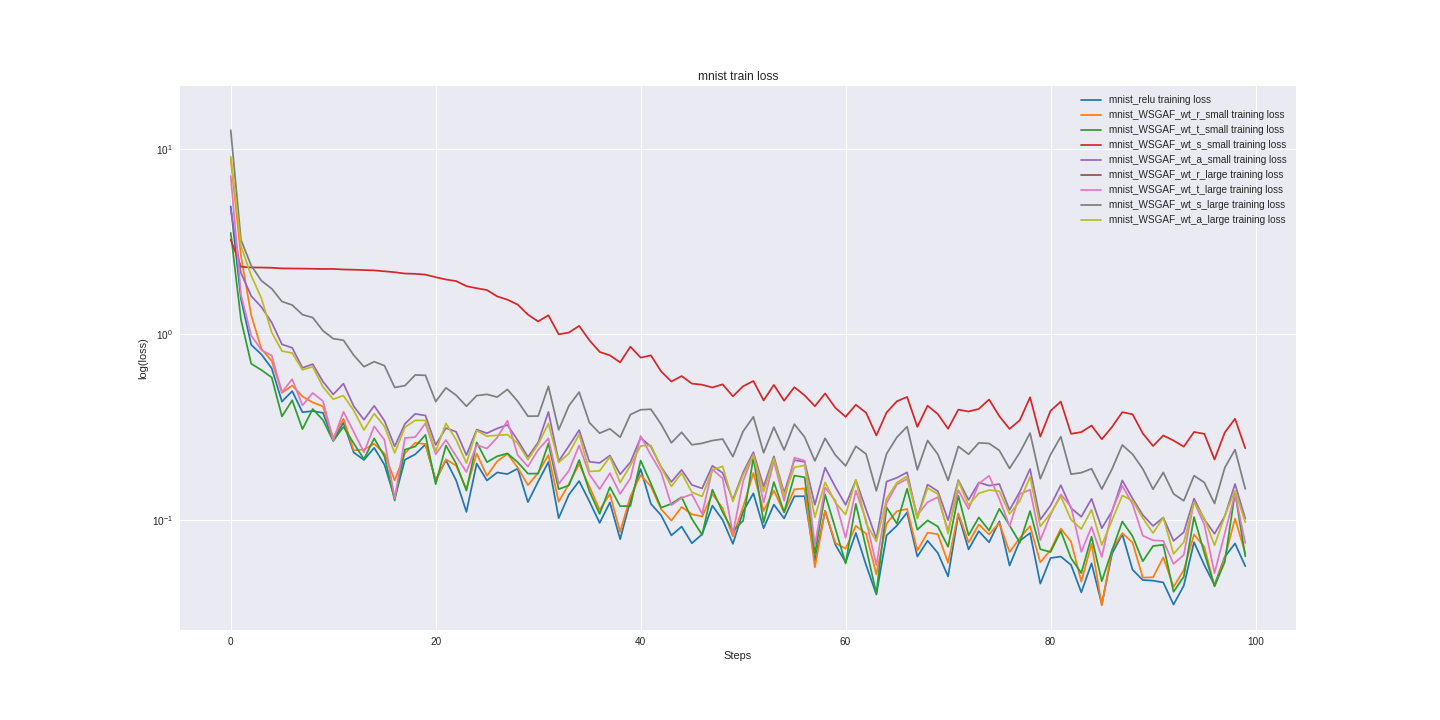 mnist train loss
mnist_relu training loss
mnist_WSGAF_wt_r_small training loss
mnist_WSGAF_wt_t_small training loss
mnist_WSGAF_wt_s_small training loss
mnist_WSGAF_wt_a_small training loss
mnist_WSGAF_wt_r_large training loss
mnist_WSGAF_wt_t_large training loss
mnist_WSGAF_wt_s_large training loss
mnist_WSGAF_wt_a_large training loss
10¹
10⁰
10⁻¹
log(loss)
0 20 40 60 80 100
Steps